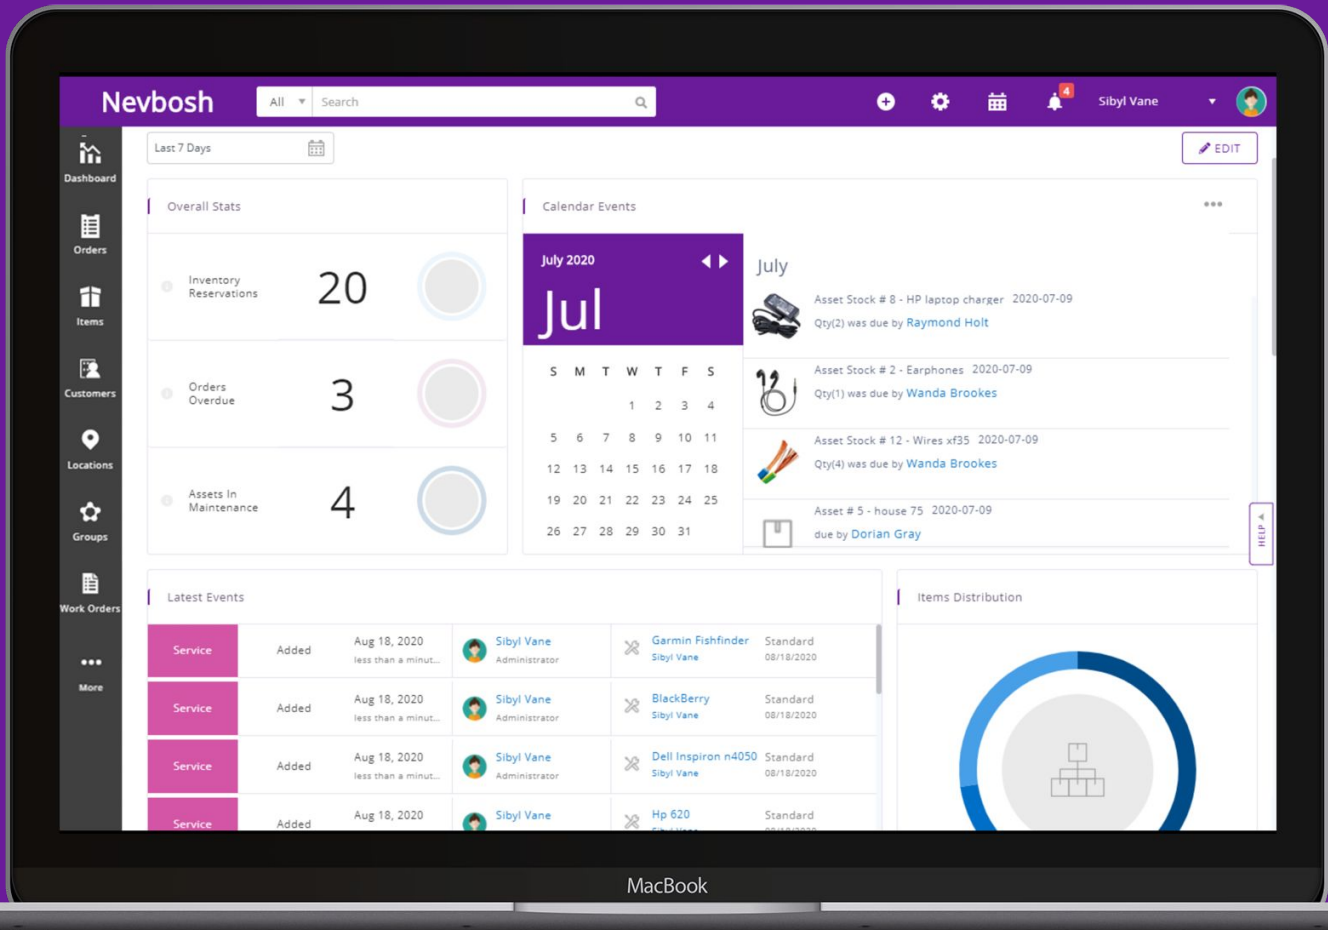 Nevbosh
All
Search
4
Sibyl Vane
Dashboard
Orders
Items
Customers
Locations
Groups
Work Orders
More
Last 7 Days
EDIT
Overall Stats
Inventory
Reservations
20
Orders
Overdue
3
Assets In
Maintenance
4
Calendar Events
July 2020
Jul
S M T W T F S
1 2 3 4
5 6 7 8 9 10 11
12 13 14 15 16 17 18
19 20 21 22 23 24 25
26 27 28 29 30 31
July
Asset Stock # 8 - HP laptop charger 2020-07-09
Qty(2) was due by Raymond Holt
Asset Stock # 2 - Earphones 2020-07-09
Qty(1) was due by Wanda Brookes
Asset Stock # 12 - Wires xf35 2020-07-09
Qty(4) was due by Wanda Brookes
Asset # 5 - house 75 2020-07-09
due by Dorian Gray
HELP
Latest Events
Service Added Aug 18, 2020 Sibyl Vane Garmin Fishfinder Standard
less than a minut... Administrator Sibyl Vane 08/18/2020
Service Added Aug 18, 2020 Sibyl Vane BlackBerry Standard
less than a minut... Administrator Sibyl Vane 08/18/2020
Service Added Aug 18, 2020 Sibyl Vane Dell Inspiron n4050 Standard
less than a minut... Administrator Sibyl Vane 08/18/2020
Service Added Aug 18, 2020 Sibyl Vane Hp 620 Standard
Items Distribution
MacBook